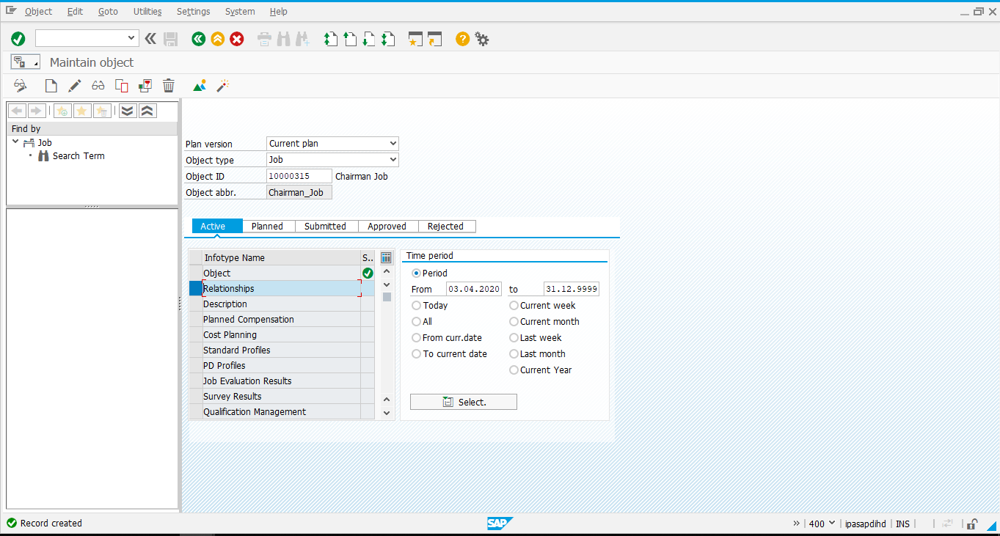 Object Edit Goto Utilities Settings System Help
Maintain object
Find by
Job
Search Term
Plan version Current plan
Object type Job
Object ID 10000315 Chairman Job
Object abbr. Chairman_Job
Active Planned Submitted Approved Rejected
Infotype Name S..
Object
Relationships
Description
Planned Compensation
Cost Planning
Standard Profiles
PD Profiles
Job Evaluation Results
Survey Results
Qualification Management
Time period
Period
From 03.04.2020 to 31.12.9999
Today Current week
All Current month
From curr.date Last week
To current date Last month
Current Year
Select.
Record created SAP 400 ipasapdihd INS